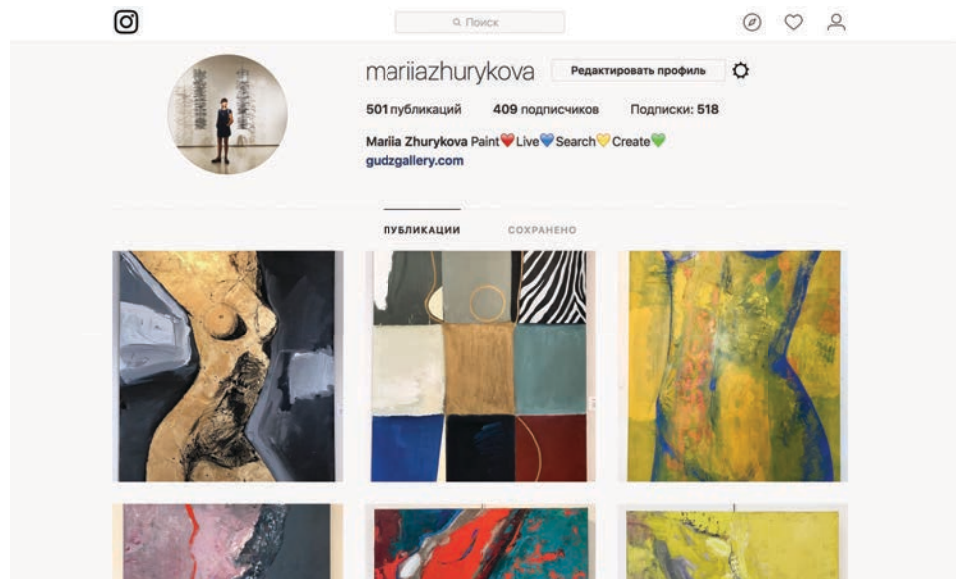 Поиск
mariiazhurykova Редактировать профиль
501 публикаций 409 подписчиков Подписки: 518
Mariia Zhurykova Paint❤️Live💙Search💛Create💚
gudzgallery.com
ПУБЛИКАЦИИ СОХРАНЕНО